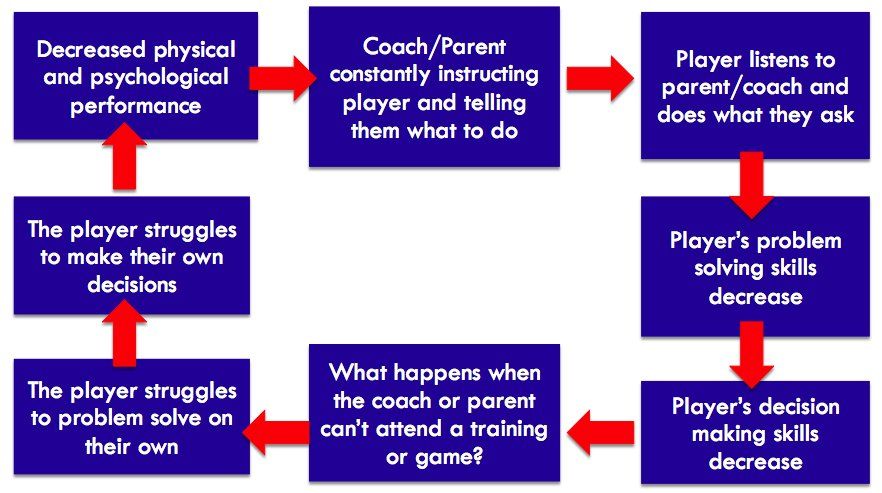 Decreased physical
and psychological
performance
Coach/Parent
constantly instructing
player and telling
them what to do
Player listens to
parent/coach and
does what they ask
Player's problem
solving skills
decrease
Player's decision
making skills
decrease
What happens when
the coach or parent
can't attend a training
or game?
The player struggles
to problem solve on
their own
The player struggles
to make their own
decisions